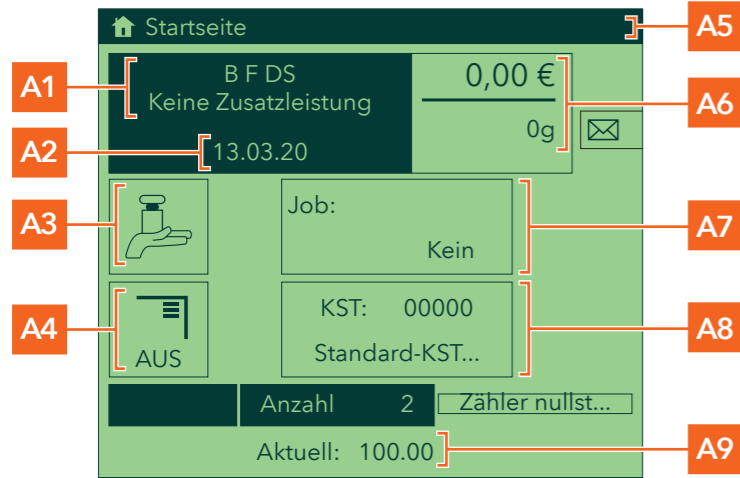 Startseite
A5
A1
B F DS
Keine Zusatzleistung
0,00 €
A6
0g
A2
13.03.20
A3
Job:
Kein
A7
A4
AUS
KST: 00000
Standard-KST...
A8
Anzahl 2
Zähler nullst...
Aktuell: 100.00
A9